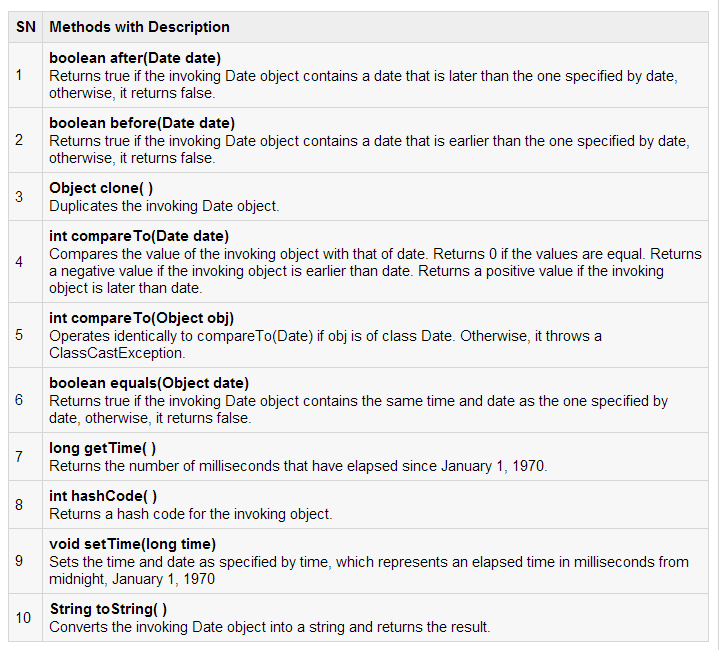 SN Methods with Description
1
boolean after(Date date)
Returns true if the invoking Date object contains a date that is later than the one specified by date,
otherwise, it returns false.
2
boolean before(Date date)
Returns true if the invoking Date object contains a date that is earlier than the one specified by date,
otherwise, it returns false.
3
Object clone( )
Duplicates the invoking Date object.
4
int compareTo(Date date)
Compares the value of the invoking object with that of date. Returns 0 if the values are equal. Returns
a negative value if the invoking object is earlier than date. Returns a positive value if the invoking
object is later than date.
5
int compareTo(Object obj)
Operates identically to compareTo(Date) if obj is of class Date. Otherwise, it throws a
ClassCastException.
6
boolean equals(Object date)
Returns true if the invoking Date object contains the same time and date as the one specified by
date, otherwise, it returns false.
7
long getTime( )
Returns the number of milliseconds that have elapsed since January 1, 1970.
8
int hashCode( )
Returns a hash code for the invoking object.
9
void setTime(long time)
Sets the time and date as specified by time, which represents an elapsed time in milliseconds from
midnight, January 1, 1970
10
String toString( )
Converts the invoking Date object into a string and returns the result.